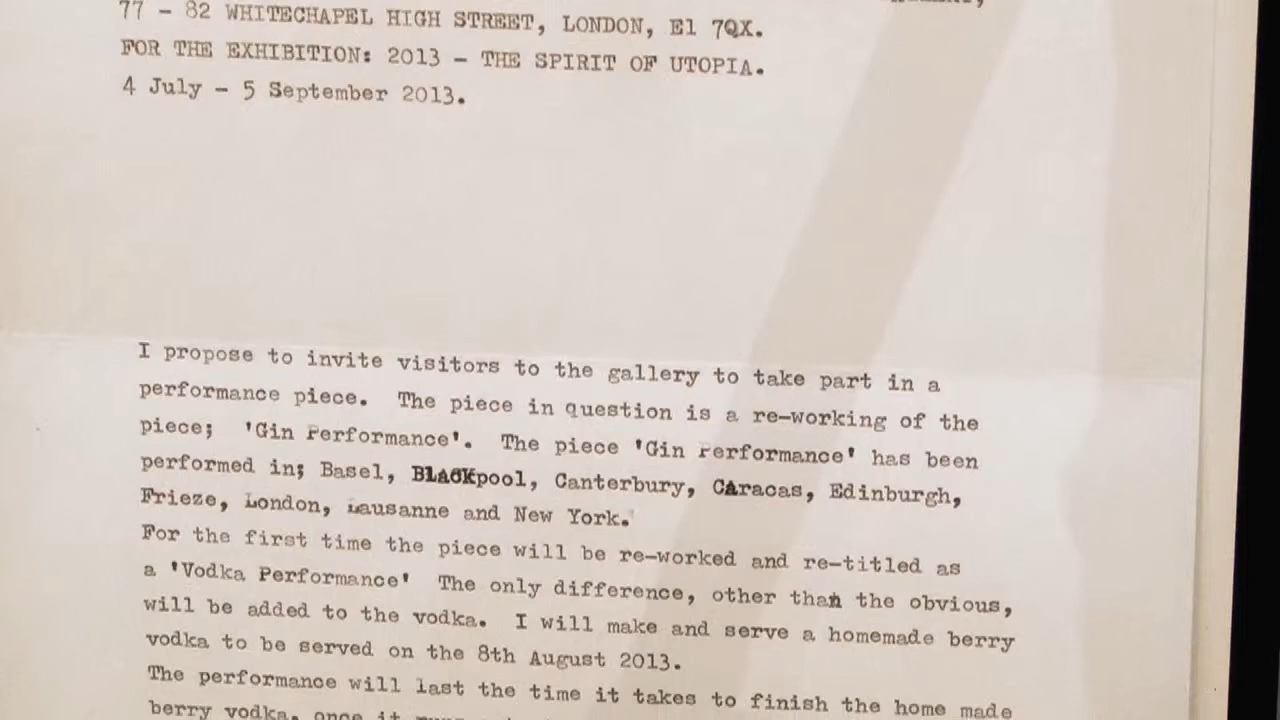 77 - 82 WHITECHAPEL HIGH STREET, LONDON, E1 7QX.
FOR THE EXHIBITION: 2013 - THE SPIRIT OF UTOPIA.
4 July - 5 September 2013.
I propose to invite visitors to the gallery to take part in a
performance piece. The piece in question is a re-working of the
piece; 'Gin Performance'. The piece 'Gin Performance' has been
performed in; Basel, Blackpool, Canterbury, CAracas, Edinburgh,
Frieze, London, Lausanne and New York.
For the first time the piece will be re-worked and re-titled as
a 'Vodka Performance' The only difference, other than the obvious,
will be added to the vodka. I will make and serve a homemade berry
vodka to be served on the 8th August 2013.
The performance will last the time it takes to finish the home made
berry vodka, once it